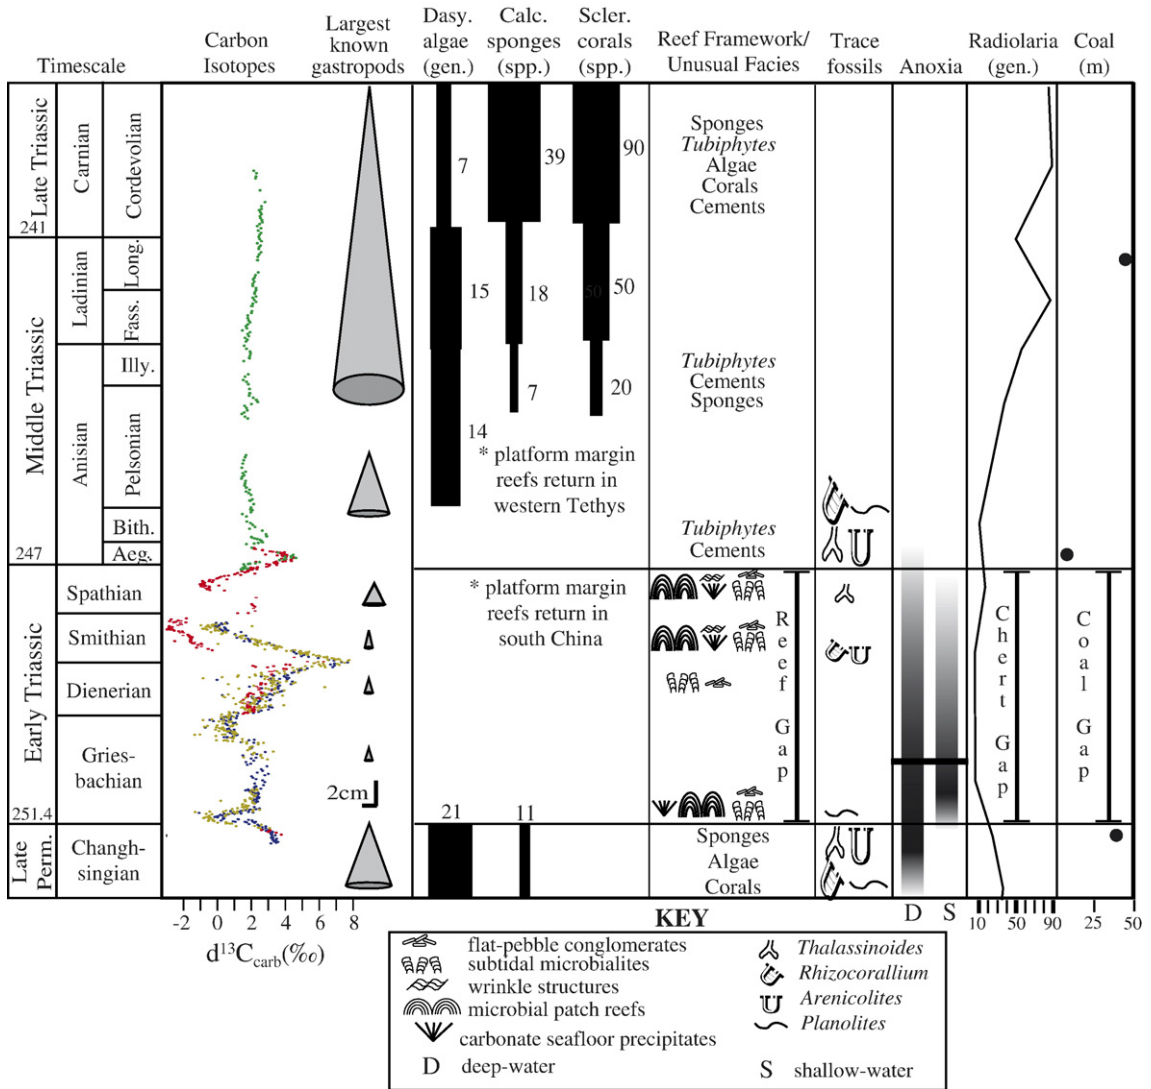 Timescale
Carbon
Isotopes
Largest
known
gastropods
Dasy.
algae
(gen.)
Calc.
sponges
(spp.)
Scler.
corals
(spp.)
Reef Framework/
Unusual Facies
Trace
fossils
Anoxia
Radiolaria
(gen.)
Coal
(m)
Late Triassic
241
Carnian
Cordevolian
Middle Triassic
247
Ladinian
Long.
Fass.
Anisian
Illy.
Pelsonian
Bith.
Aeg.
Early Triassic
251.4
Spathian
Smithian
Dienerian
Gries-
bachian
Late
Perm.
Changh-
singian
2cm
7
39
90
15
18
50
50
7
20
14
* platform margin
reefs return in
western Tethys
* platform margin
reefs return in
south China
21
11
Sponges
Tubiphytes
Algae
Corals
Cements
Tubiphytes
Cements
Sponges
Tubiphytes
Cements
Reef Gap
Sponges
Algae
Corals
Chert Gap
Coal Gap
-2 0 2 4 6 8
d¹³Ccarb(‰)
D S
10 50 90
25 50
KEY
flat-pebble conglomerates
subtidal microbialites
wrinkle structures
microbial patch reefs
carbonate seafloor precipitates
D deep-water
Thalassinoides
Rhizocorallium
Arenicolites
Planolites
S shallow-water